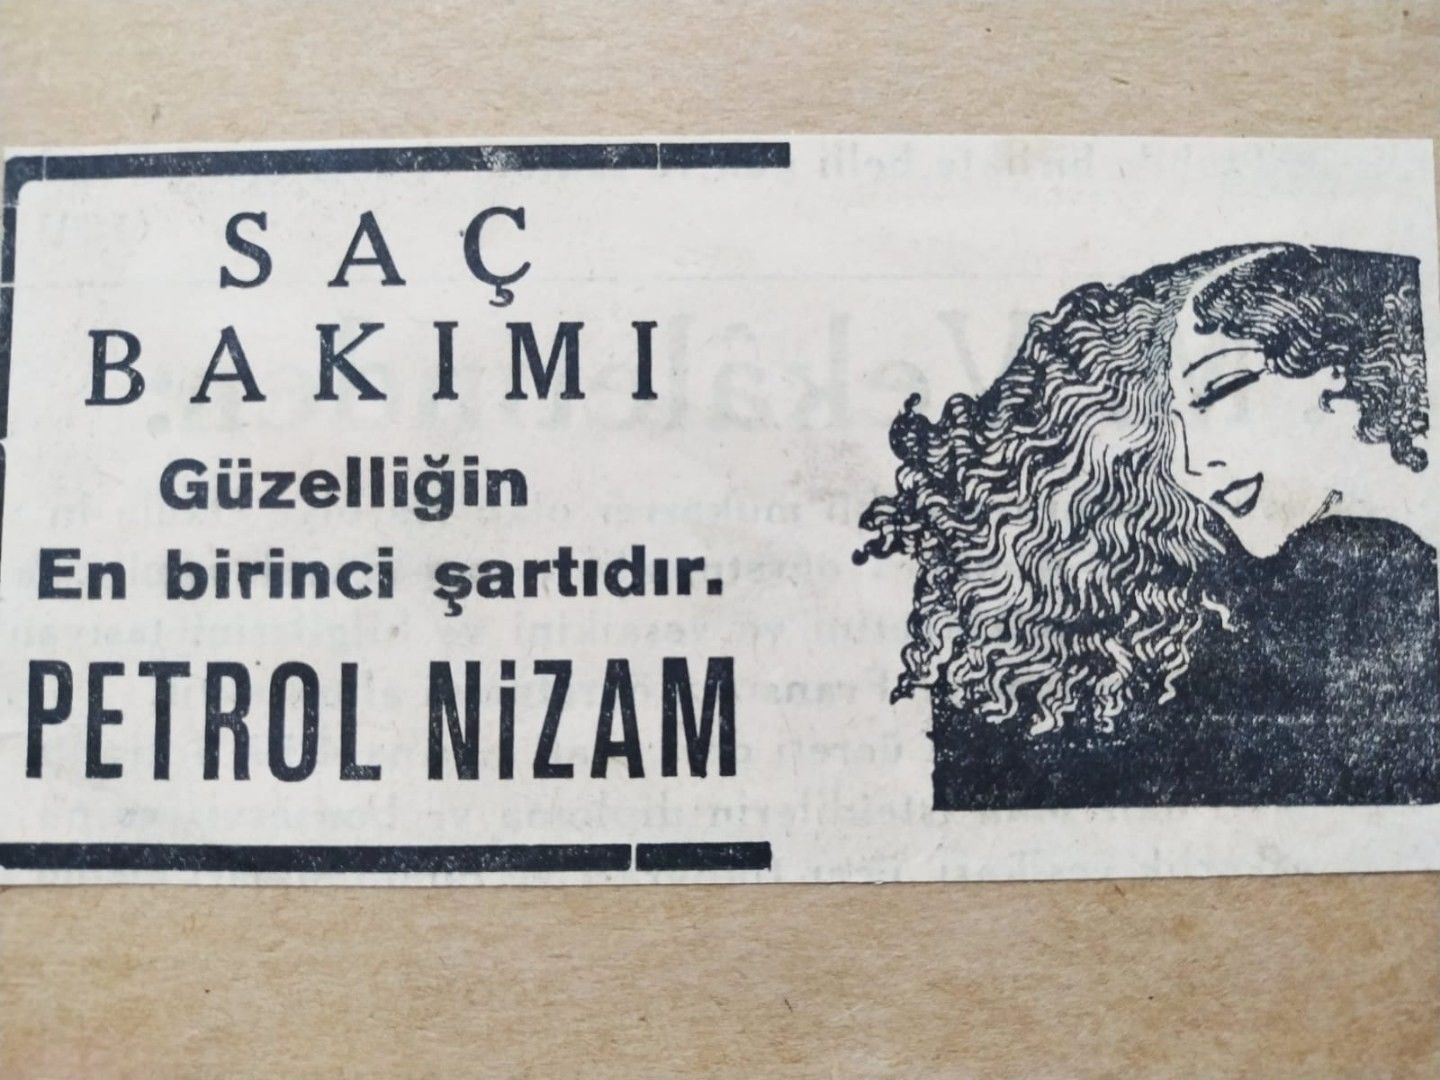 SAÇ
BAKIMI
Güzelliğin
En birinci şartıdır.
PETROL NiZAM